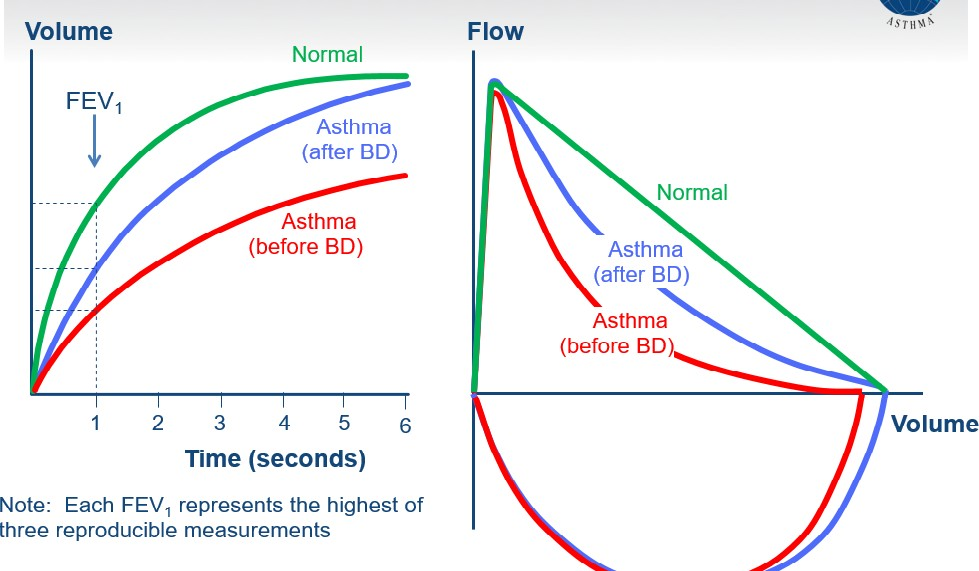 Volume
Normal
FEV1
Asthma
(after BD)
Asthma
(before BD)
1 2 3 4 5 6
Time (seconds)
Note: Each FEV1 represents the highest of
three reproducible measurements
Flow
Normal
Asthma
(after BD)
Asthma
(before BD)
Volume
ASTHMA